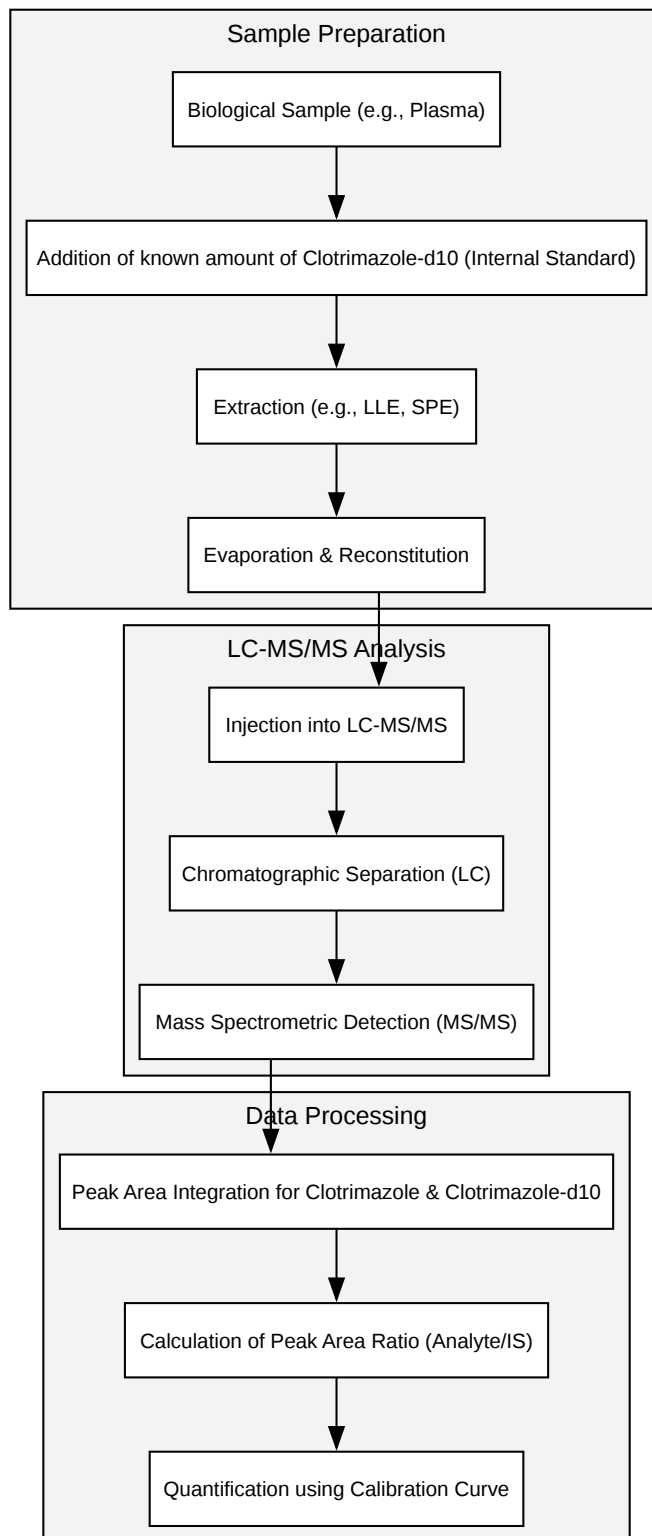 Sample Preparation
Biological Sample (e.g., Plasma)
Addition of known amount of Clotrimazole-d10 (Internal Standard)
Extraction (e.g., LLE, SPE)
Evaporation & Reconstitution
LC-MS/MS Analysis
Injection into LC-MS/MS
Chromatographic Separation (LC)
Mass Spectrometric Detection (MS/MS)
Data Processing
Peak Area Integration for Clotrimazole & Clotrimazole-d10
Calculation of Peak Area Ratio (Analyte/IS)
Quantification using Calibration Curve